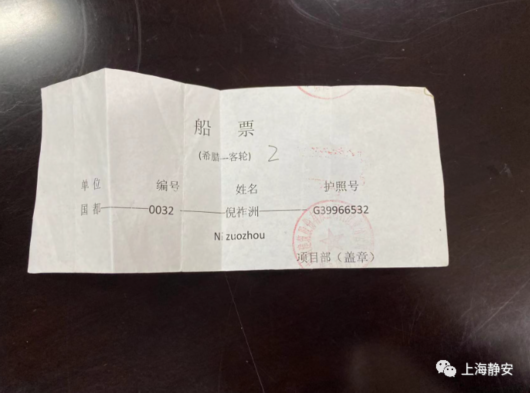 船 票
(希腊一客轮) 2
单位 编号 姓名 护照号
国都 0032 倪祚洲 G39966532
Ni zuozhou
项目部（盖章）
上海静安